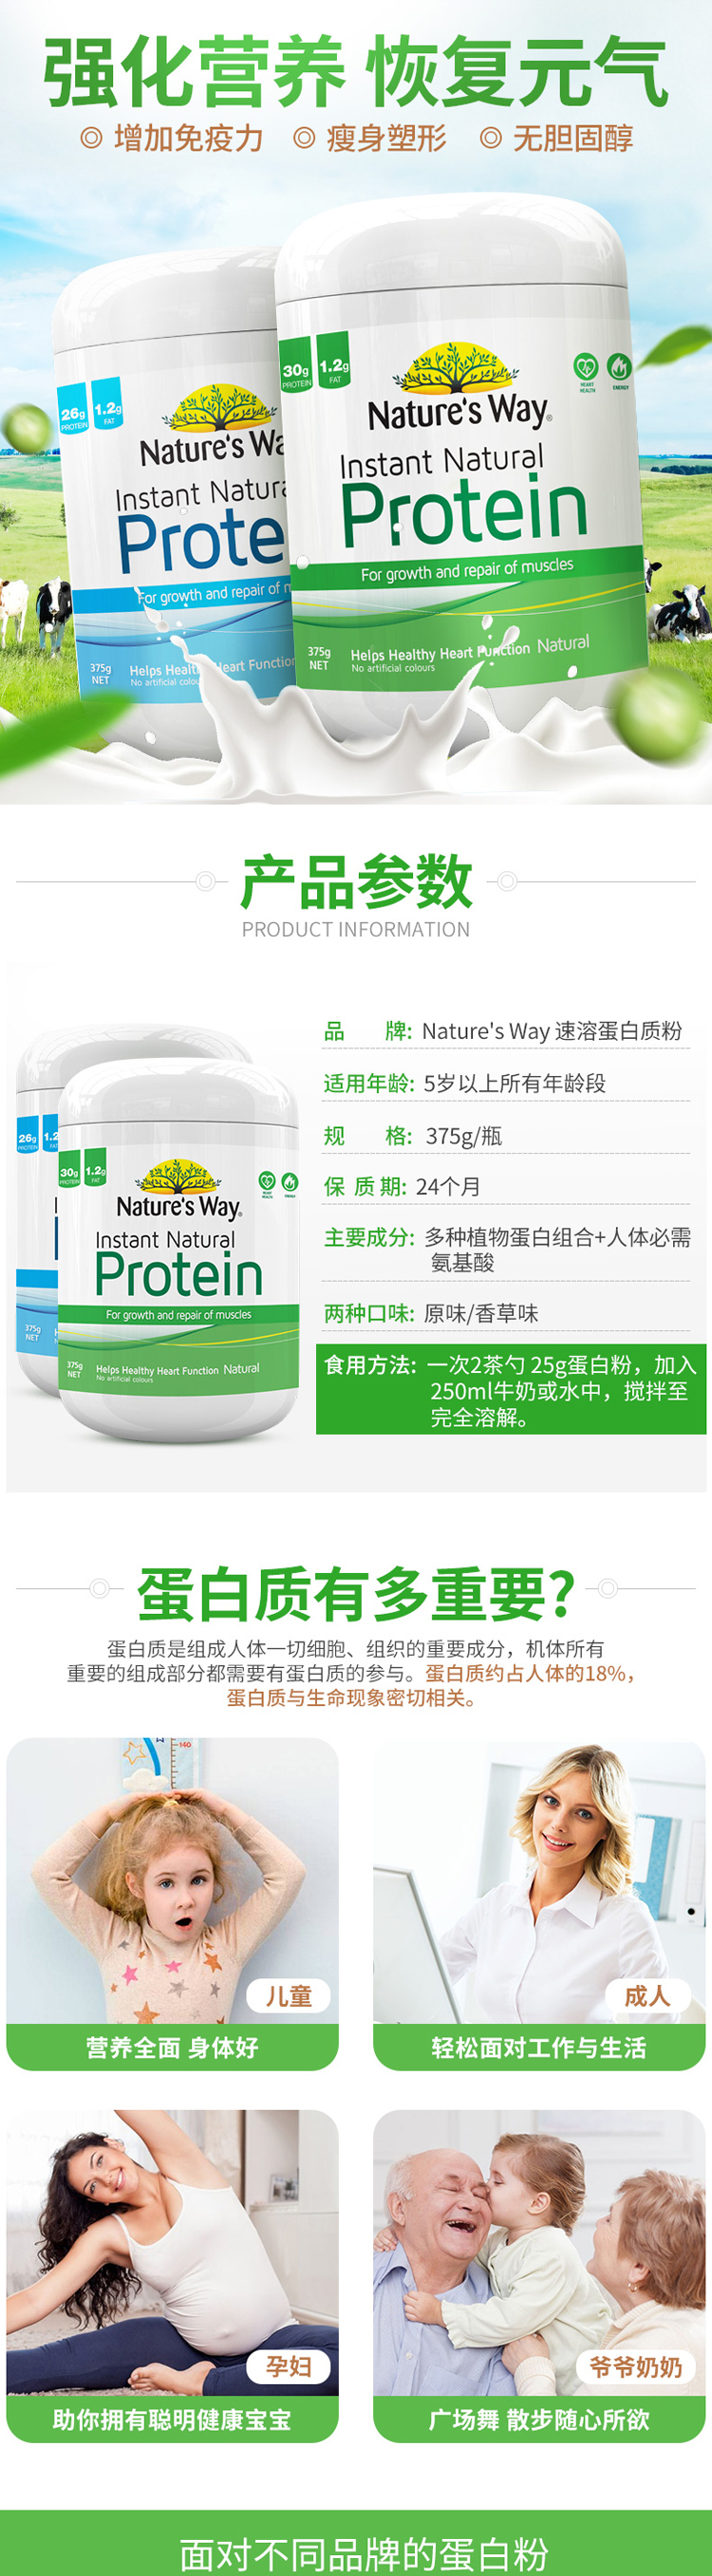 强化营养 恢复元气
◎ 增加免疫力 ◎ 瘦身塑形 ◎ 无胆固醇
26g PROTEIN
1.2g FAT
Nature's Wa
Instant Natura
Prote
For growth and repair of m
375g NET
Helps Healt Heart Function
No artificial colou
30g PROTEIN
1.2g FAT
HEART HEALTH
ENERGY
Nature's Way®
Instant Natural
Protein
For growth and repair of muscles
375g NET
Helps Healthy Heart Function Natural
No artificial colours
产品参数
PRODUCT INFORMATION
26g PROTEIN
1.2
375g NET
30g PROTEIN
1.2g FAT
HEART HEALTH
ENERGY
Nature's Way®
Instant Natural
Protein
For growth and repair of muscles
375g NET
Helps Healthy Heart Function Natural
No artificial colours
品 牌: Nature's Way 速溶蛋白质粉
适用年龄: 5岁以上所有年龄段
规 格: 375g/瓶
保 质 期: 24个月
主要成分: 多种植物蛋白组合+人体必需
氨基酸
两种口味: 原味/香草味
食用方法: 一次2茶勺 25g蛋白粉，加入
250ml牛奶或水中，搅拌至
完全溶解。
蛋白质有多重要?
蛋白质是组成人体一切细胞、组织的重要成分，机体所有
重要的组成部分都需要有蛋白质的参与。蛋白质约占人体的18%，
蛋白质与生命现象密切相关。
140
儿童
营养全面 身体好
成人
轻松面对工作与生活
孕妇
助你拥有聪明健康宝宝
爷爷奶奶
广场舞 散步随心所欲
面对不同品牌的蛋白粉